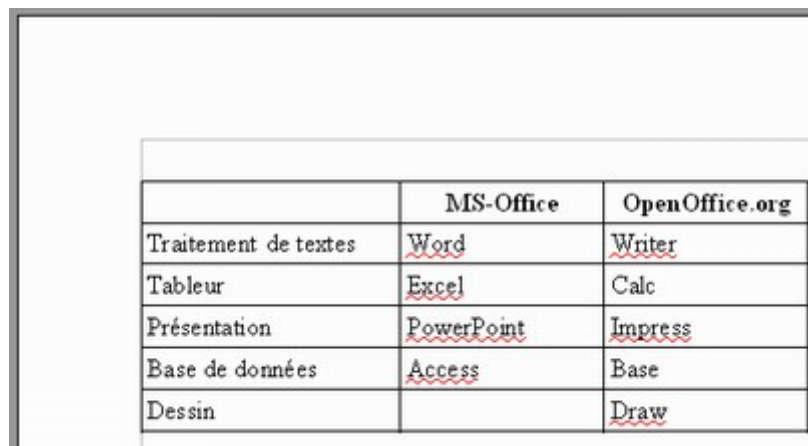 MS-Office OpenOffice.org
Traitement de textes Word Writer
Tableur Excel Calc
Présentation PowerPoint Impress
Base de données Access Base
Dessin Draw